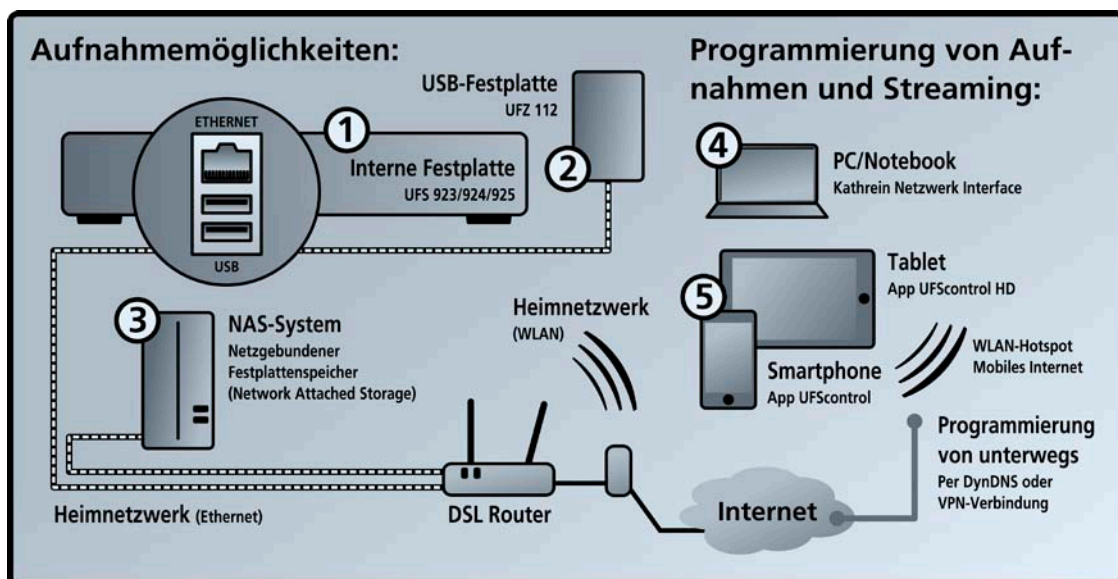 Aufnahmemöglichkeiten:
Programmierung von Auf-
nahmen und Streaming:
USB-Festplatte
UFZ 112
ETHERNET
1
Interne Festplatte
UFS 923/924/925
2
USB
4
PC/Notebook
Kathrein Netzwerk Interface
5
Tablet
App UFScontrol HD
Smartphone
App UFScontrol
WLAN-Hotspot
Mobiles Internet
3
NAS-System
Netzgebundener
Festplattenspeicher
(Network Attached Storage)
Heimnetzwerk
(WLAN)
Programmierung
von unterwegs
Per DynDNS oder
VPN-Verbindung
Heimnetzwerk (Ethernet)
DSL Router
Internet